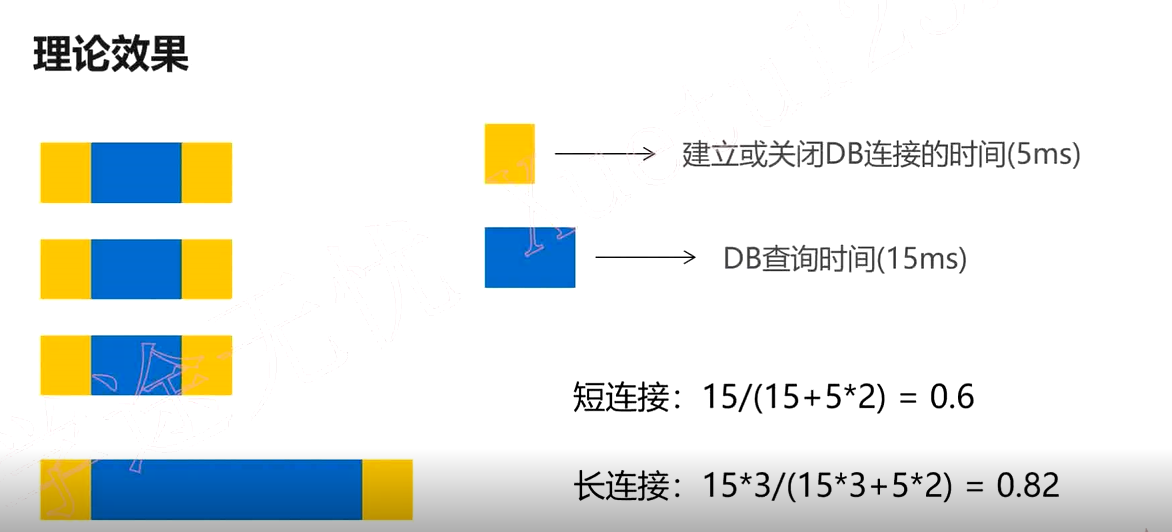 理论效果
建立或关闭DB连接的时间(5ms)
DB查询时间(15ms)
短连接：15/(15+5*2) = 0.6
长连接：15*3/(15*3+5*2) = 0.82